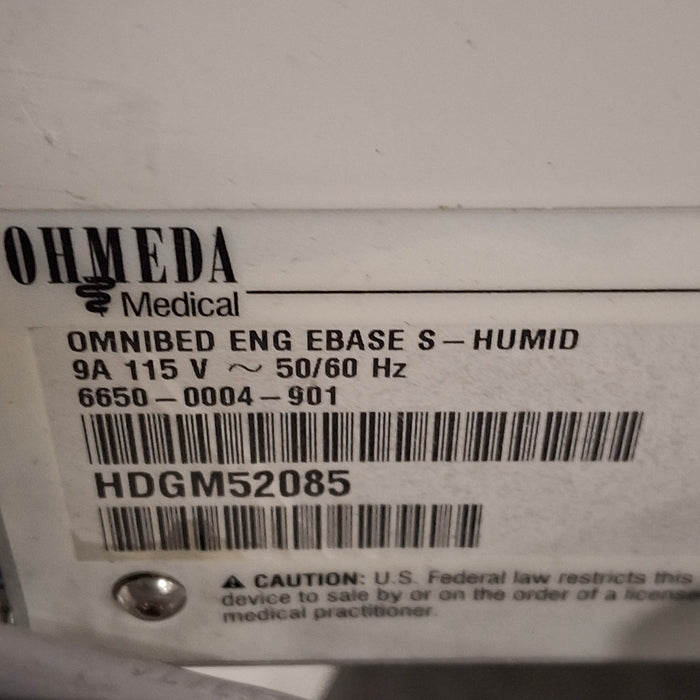 OHMEDA
Medical
OMNIBED ENG EBASE S-HUMID
9A 115 V ~ 50/60 Hz
6650-0004-901
HDGM52085
⚠ CAUTION: U.S. Federal law restricts this
device to sale by or on the order of a license
medical practitioner.